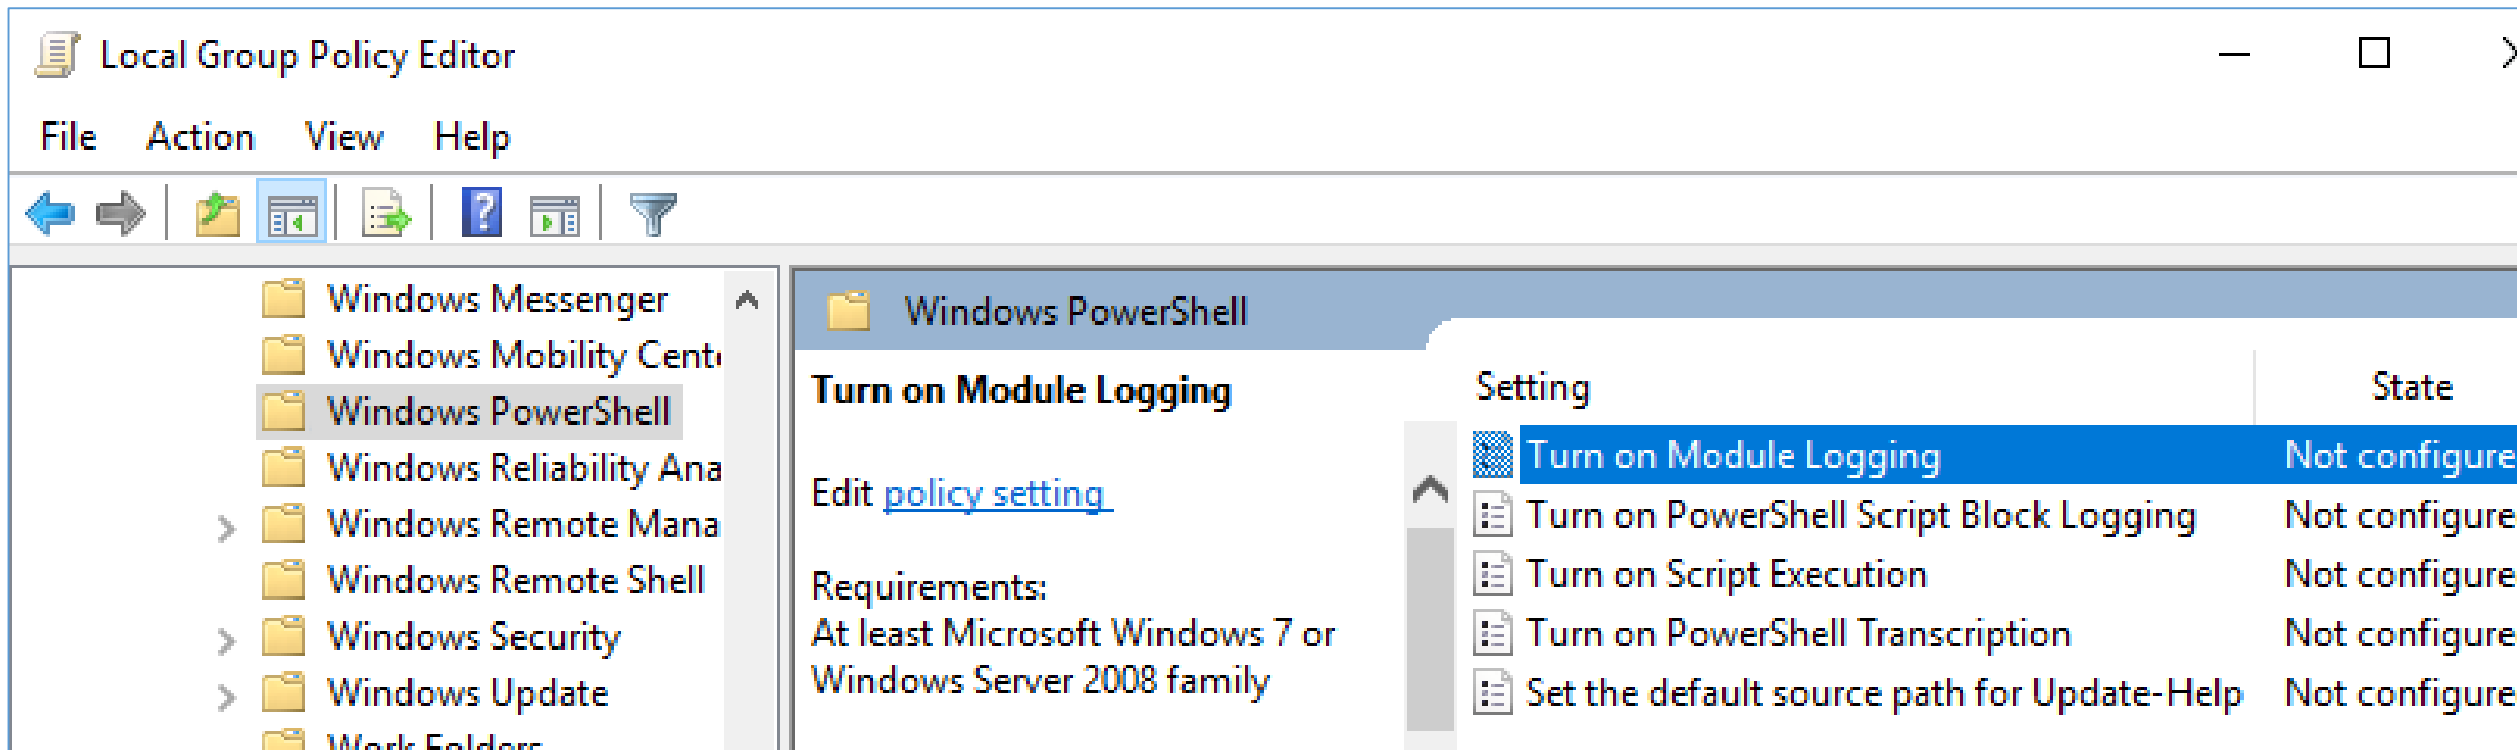 Local Group Policy Editor
File Action View Help
Windows Messenger
Windows Mobility Cente
Windows PowerShell
Windows Reliability Ana
Windows Remote Mana
Windows Remote Shell
Windows Security
Windows Update
Work Folders
Windows PowerShell
Turn on Module Logging
Edit policy setting
Requirements:
At least Microsoft Windows 7 or
Windows Server 2008 family
Setting State
Turn on Module Logging Not configure
Turn on PowerShell Script Block Logging Not configure
Turn on Script Execution Not configure
Turn on PowerShell Transcription Not configure
Set the default source path for Update-Help Not configure